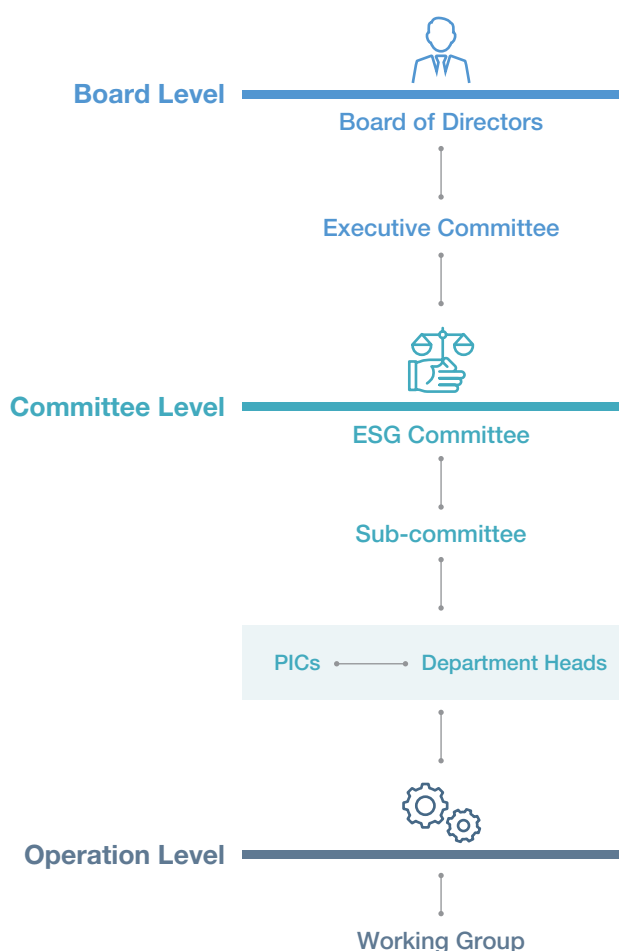 Board Level
Board of Directors
Executive Committee
Committee Level
ESG Committee
Sub-committee
PICs Department Heads
Operation Level
Working Group